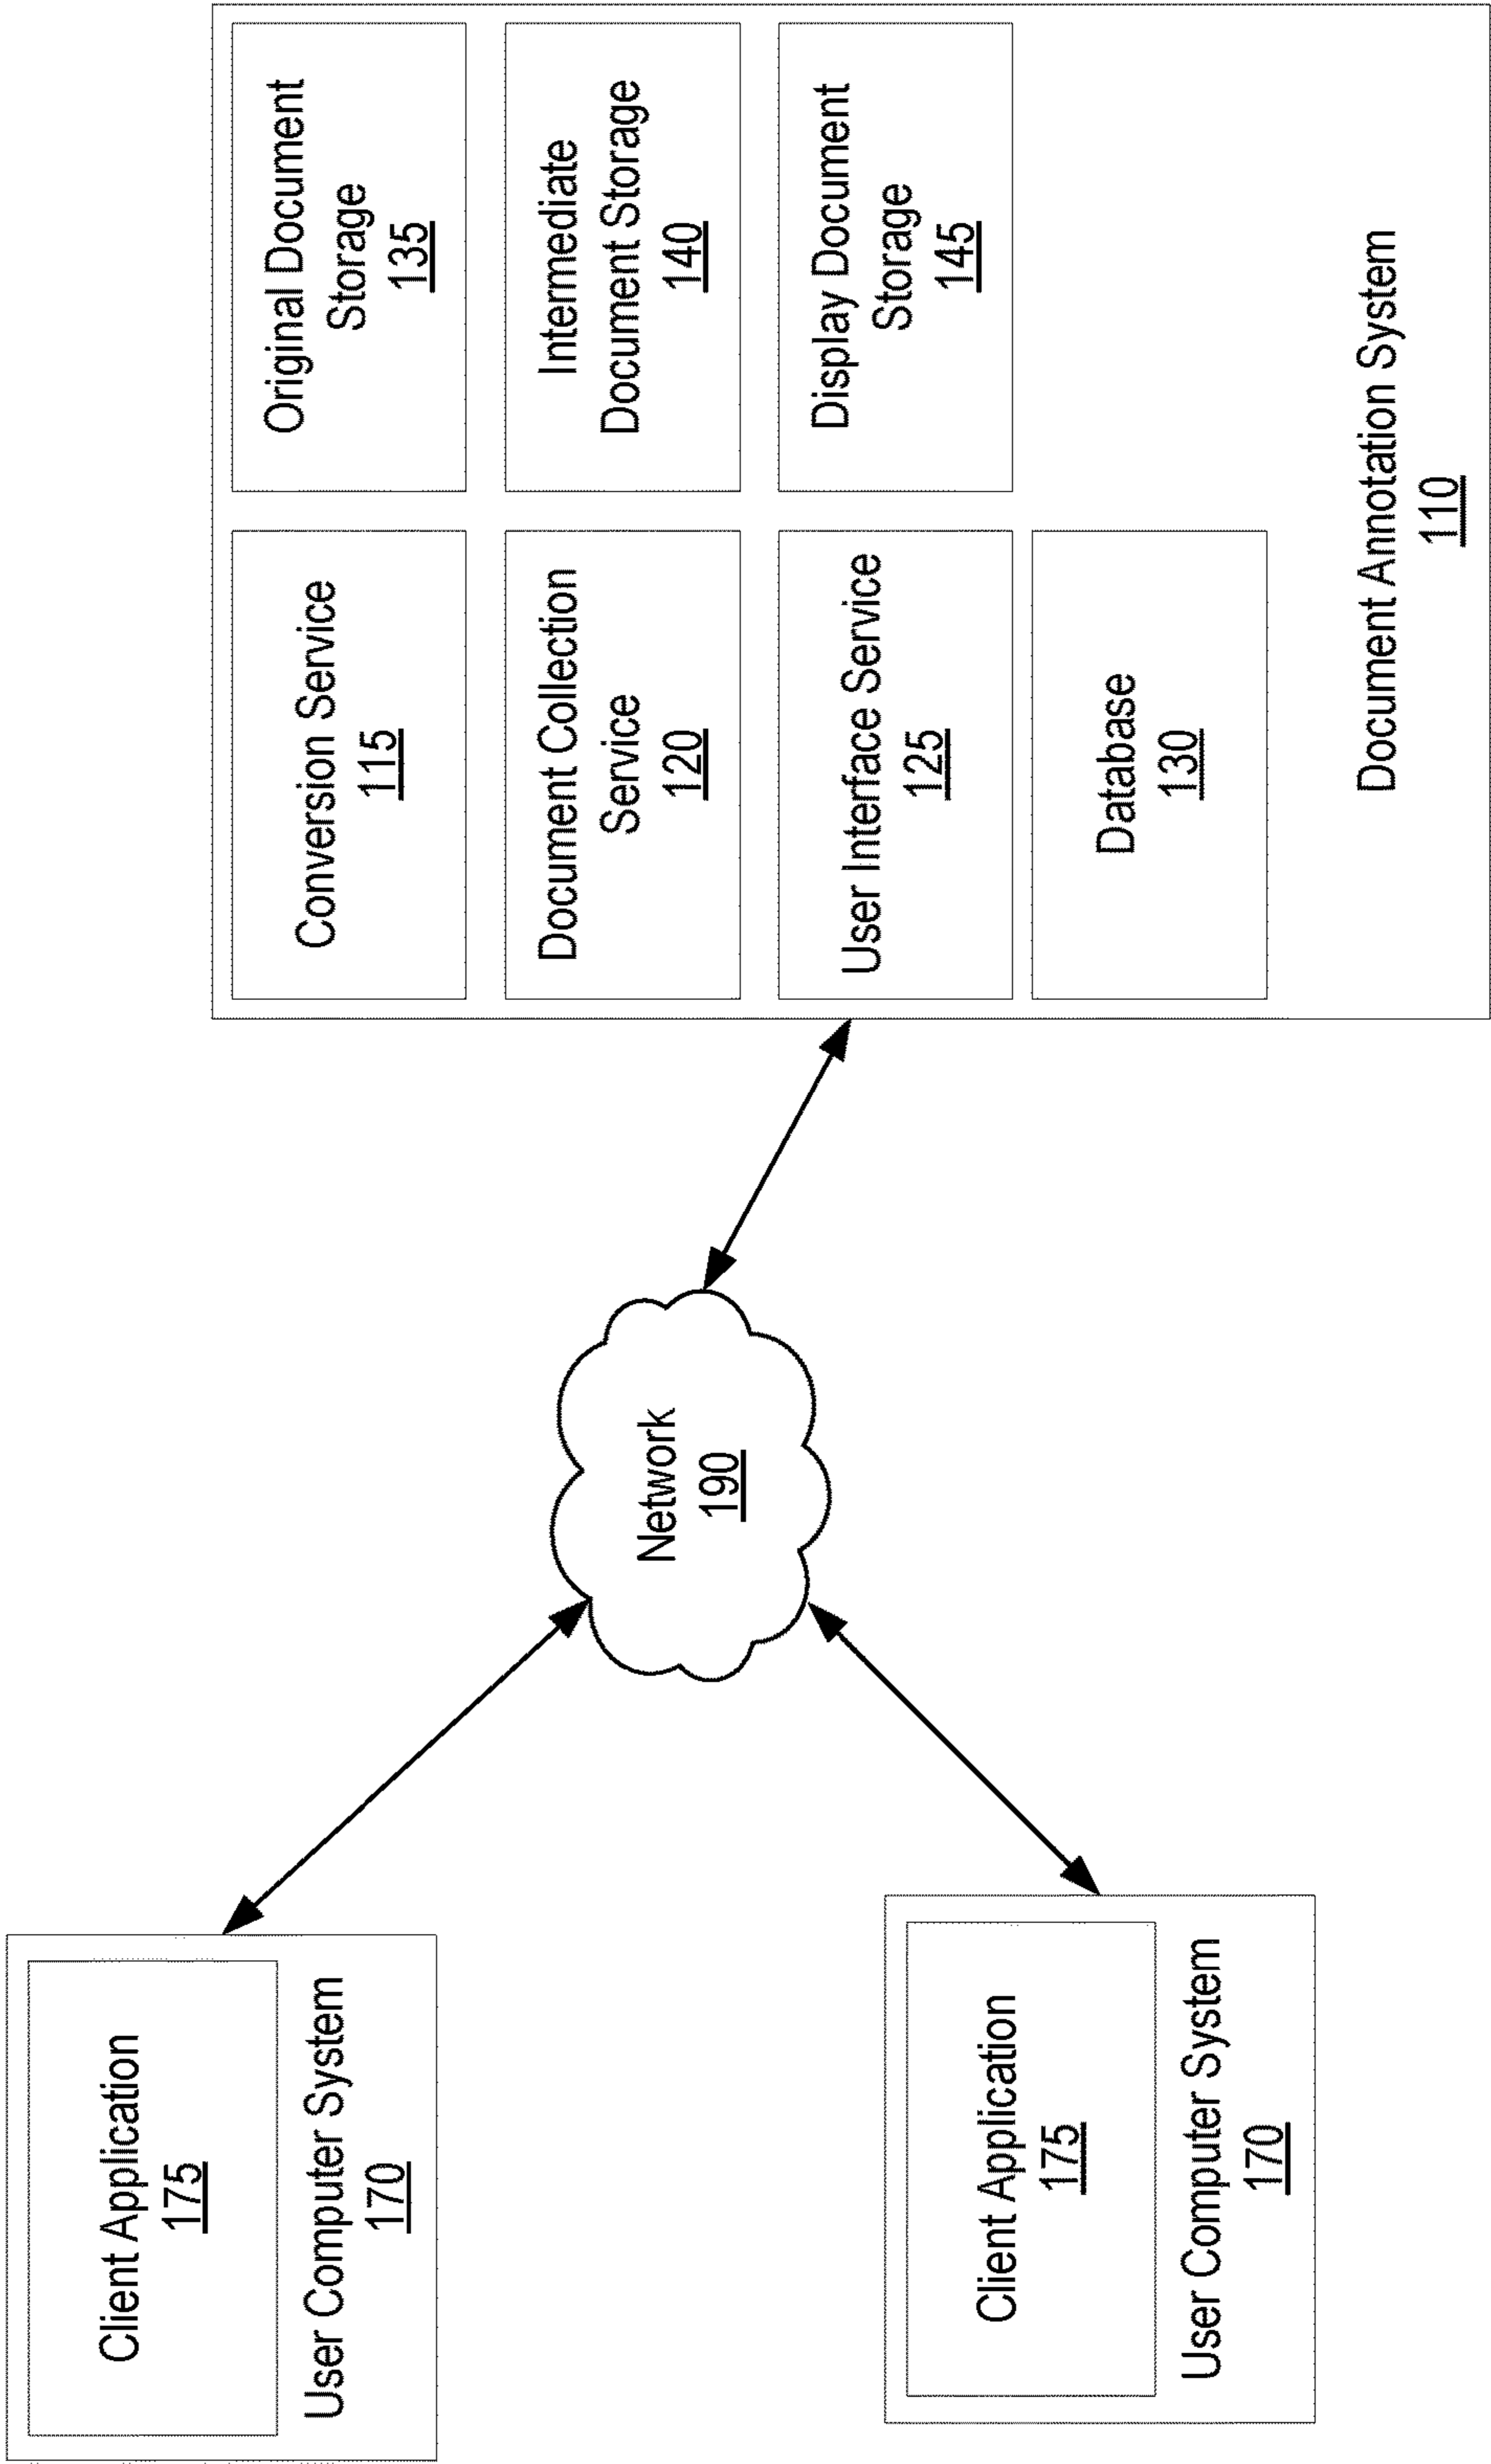 Client Application
175
User Computer System
170
Client Application
175
User Computer System
170
Network
190
Conversion Service
115
Document Collection
Service
120
User Interface Service
125
Database
130
Original Document
Storage
135
Intermediate
Document Storage
140
Display Document
Storage
145
Document Annotation System
110